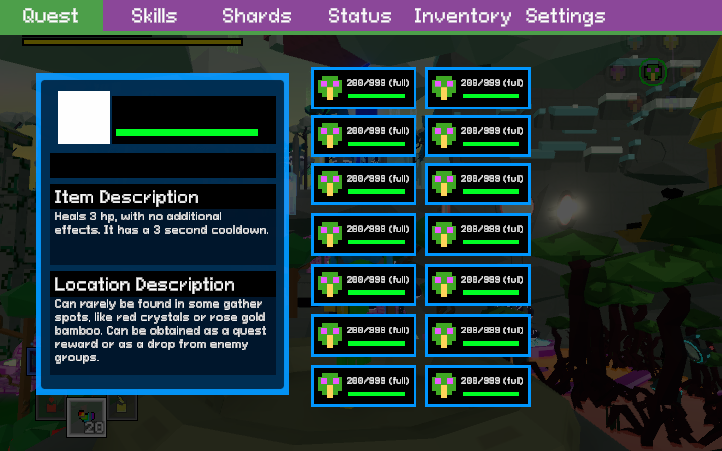 Quest Skills Shards Status Inventory Settings
Item Description
Heals 3 hp, with no additional
effects. It has a 3 second cooldown.
Location Description
Can rarely be found in some gather
spots, like red crystals or rose gold
bamboo. Can be obtained as a quest
reward or as a drop from enemy
groups.
200/999 (full) 200/999 (full)
200/999 (full) 200/999 (full)
200/999 (full) 200/999 (full)
200/999 (full) 200/999 (full)
200/999 (full) 200/999 (full)
200/999 (full) 200/999 (full)
200/999 (full) 200/999 (full)
20